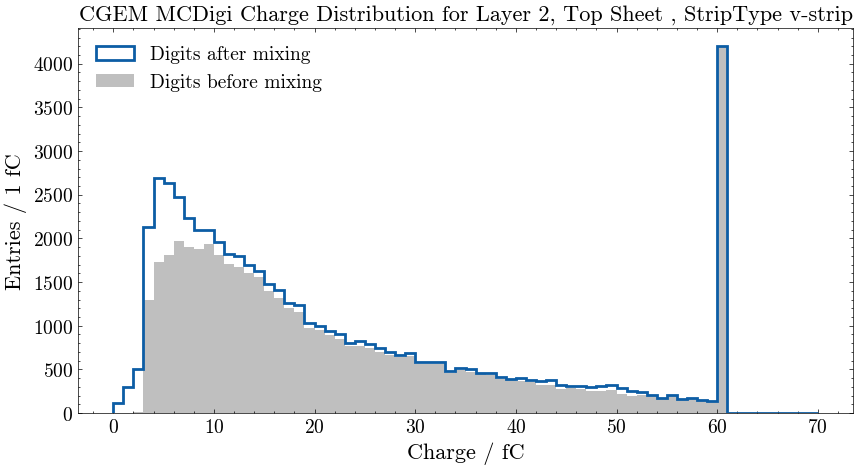 CGEM MCDigi Charge Distribution for Layer 2, Top Sheet , StripType v-strip
Digits after mixing
Digits before mixing
Entries / 1 fC
4000
3500
3000
2500
2000
1500
1000
500
0
0 10 20 30 40 50 60 70
Charge / fC